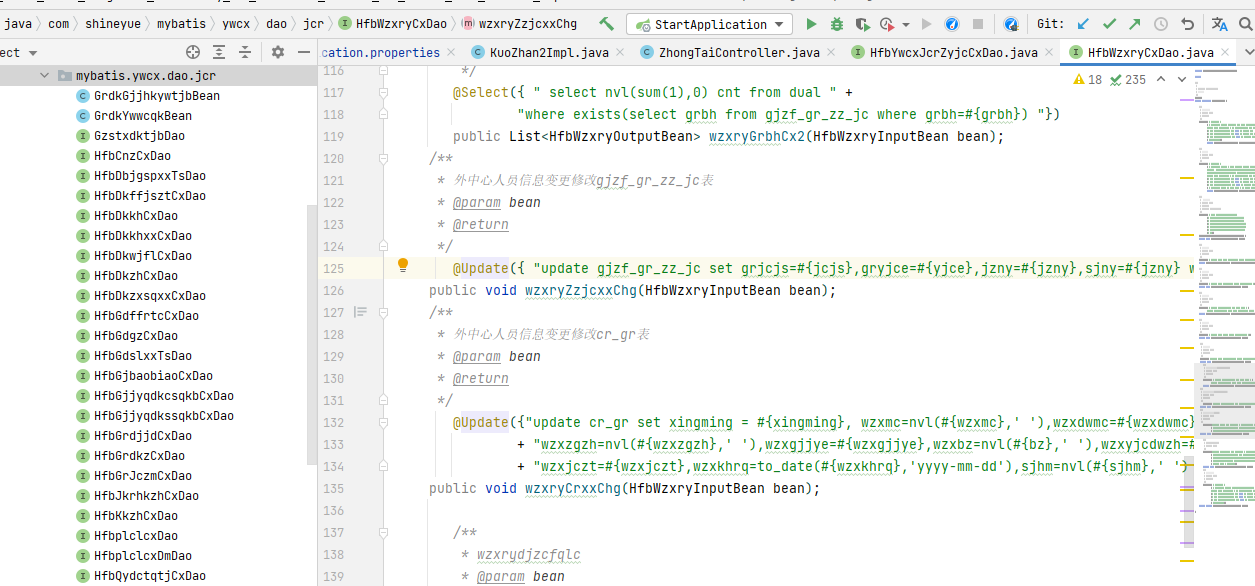 java com shineyue mybatis ywcx dao jcr HfbWzxryCxDao wzxryZzjcxxChg StartApplication Git:
ect
cation.properties KuoZhan2Impl.java ZhongTaiController.java HfbYwcxJcrZyjcCxDao.java HfbWzxryCxDao.java
mybatis.ywcx.dao.jcr
GrdkGjjhkywtjbBean
GrdkYwwcqkBean
GzstxdktjbDao
HfbCnzCxDao
HfbDbjgspxxTsDao
HfbDkffjsztCxDao
HfbDkkhCxDao
HfbDkkhxxCxDao
HfbDkwjflCxDao
HfbDkzhCxDao
HfbDkzxsqxxCxDao
HfbGdffrtcCxDao
HfbGdgzCxDao
HfbGdslxxTsDao
HfbGjbaobiaoCxDao
HfbGjjyqdkcsqkbCxDao
HfbGjjyqdkssqkbCxDao
HfbGrdjjdCxDao
HfbGrdkzCxDao
HfbGrJczmCxDao
HfbJkrhkzhCxDao
HfbKkzhCxDao
HfbplclcxDao
HfbplclcxDmDao
HfbQydctqtjCxDao
18 235
116 */
117 @Select({ " select nvl(sum(1),0) cnt from dual " +
118 "where exists(select grbh from gjzf_gr_zz_jc where grbh=#{grbh}) "})
119 public List<HfbWzxryOutputBean> wzxryGrbhCx2(HfbWzxryInputBean bean);
120 /**
121 * 外中心人员信息变更修改gjzf_gr_zz_jc表
122 * @param bean
123 * @return
124 */
125 @Update({ "update gjzf_gr_zz_jc set grjcjs=#{jcjs},gryjce=#{yjce},jzny=#{jzny},sjny=#{jzny} w
126 public void wzxryZzjcxxChg(HfbWzxryInputBean bean);
127 /**
128 * 外中心人员信息变更修改cr_gr表
129 * @param bean
130 * @return
131 */
132 @Update({"update cr_gr set xingming = #{xingming}, wzxmc=nvl(#{wzxmc},' '),wzxdwmc=#{wzxdwmc}
133 + "wzxzgzh=nvl(#{wzxzgzh},' '),wzxgjjye=#{wzxgjjye},wzxbz=nvl(#{bz},' '),wzxyjcdwzh=#
134 + "wzxjczt=#{wzxjczt},wzxkhrq=to_date(#{wzxkhrq},'yyyy-mm-dd'),sjhm=nvl(#{sjhm},' ')
135 public void wzxryCrxxChg(HfbWzxryInputBean bean);
136
137 /**
138 * wzxrydjzcfqlc
139 * @param bean